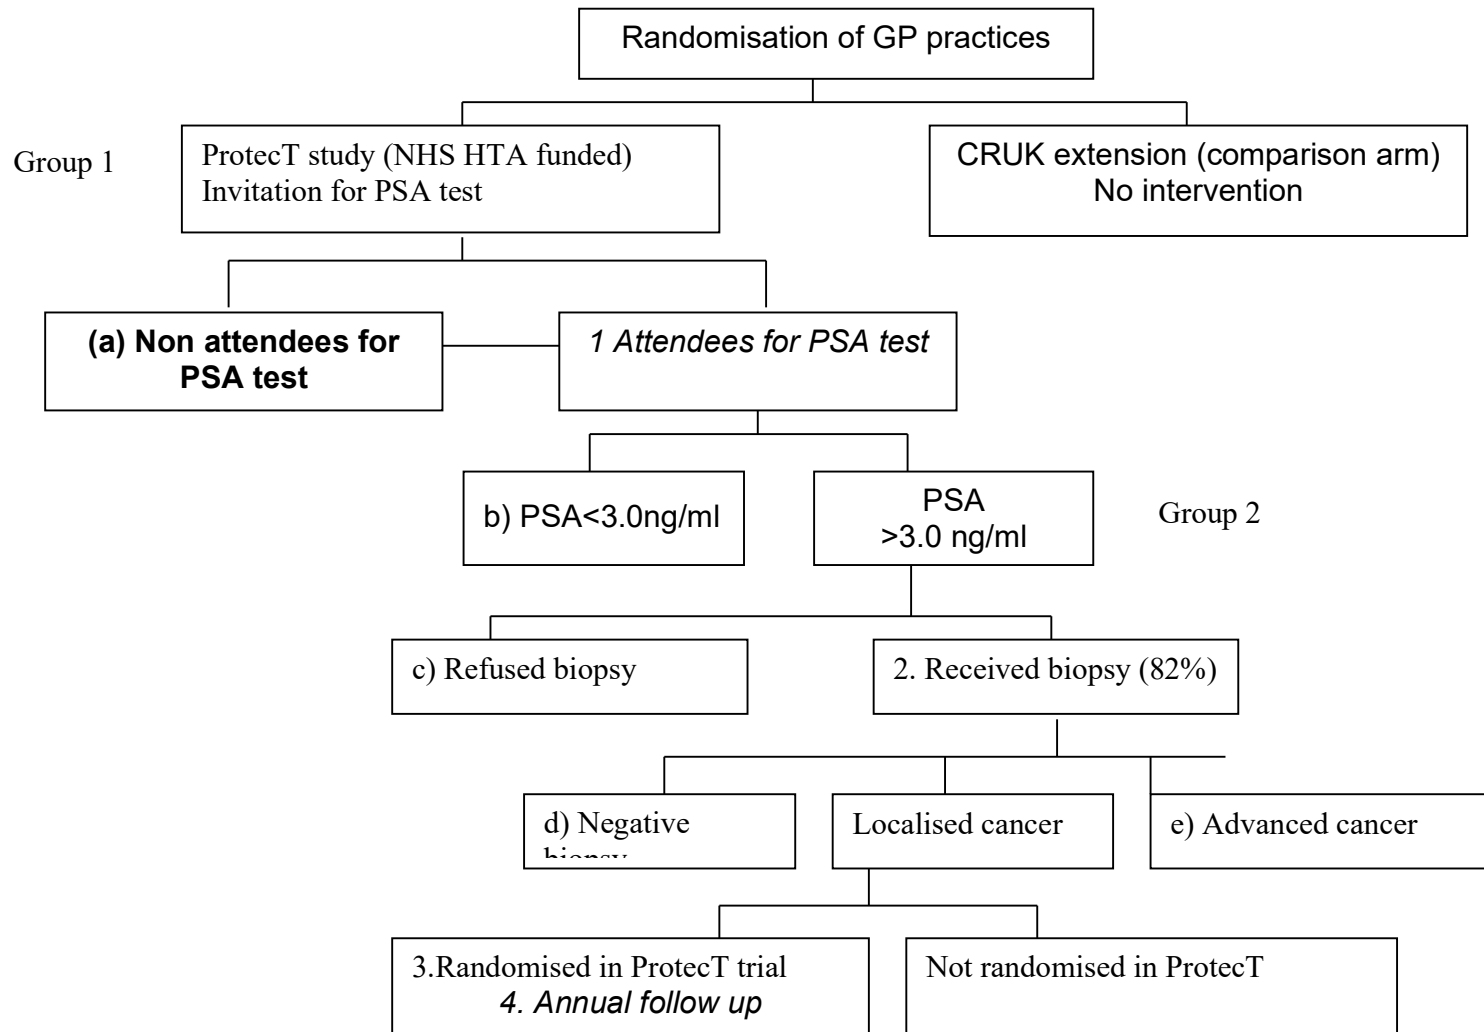 Randomisation of GP practices
Group 1
ProtecT study (NHS HTA funded)
Invitation for PSA test
CRUK extension (comparison arm)
No intervention
(a) Non attendees for
PSA test
1 Attendees for PSA test
b) PSA<3.0ng/ml
PSA
>3.0 ng/ml
Group 2
c) Refused biopsy
2. Received biopsy (82%)
d) Negative
Localised cancer
e) Advanced cancer
3.Randomised in ProtecT trial
4. Annual follow up
Not randomised in ProtecT